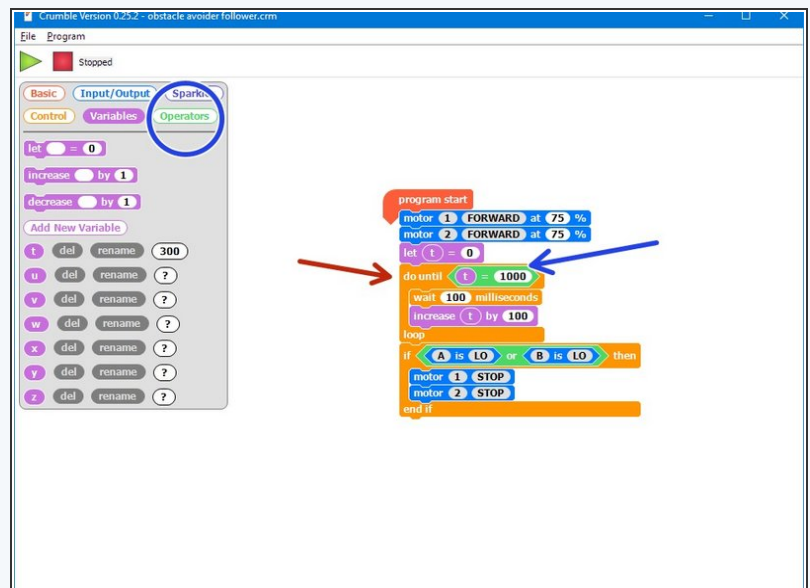 Crumble Version 0.25.2 - obstacle avoider follower.crm
File Program
Stopped
Basic Input/Output
Control Variables Operators
let = 0
increase by 1
decrease by 1
Add New Variable
t del rename 300
u del rename ?
v del rename ?
w del rename ?
x del rename ?
y del rename ?
z del rename ?
program start
motor 1 FORWARD at 75 %
motor 2 FORWARD at 75 %
let t = 0
do until t = 1000
wait 100 milliseconds
increase t by 100
loop
if A is LO or B is LO then
motor 1 STOP
motor 2 STOP
end if